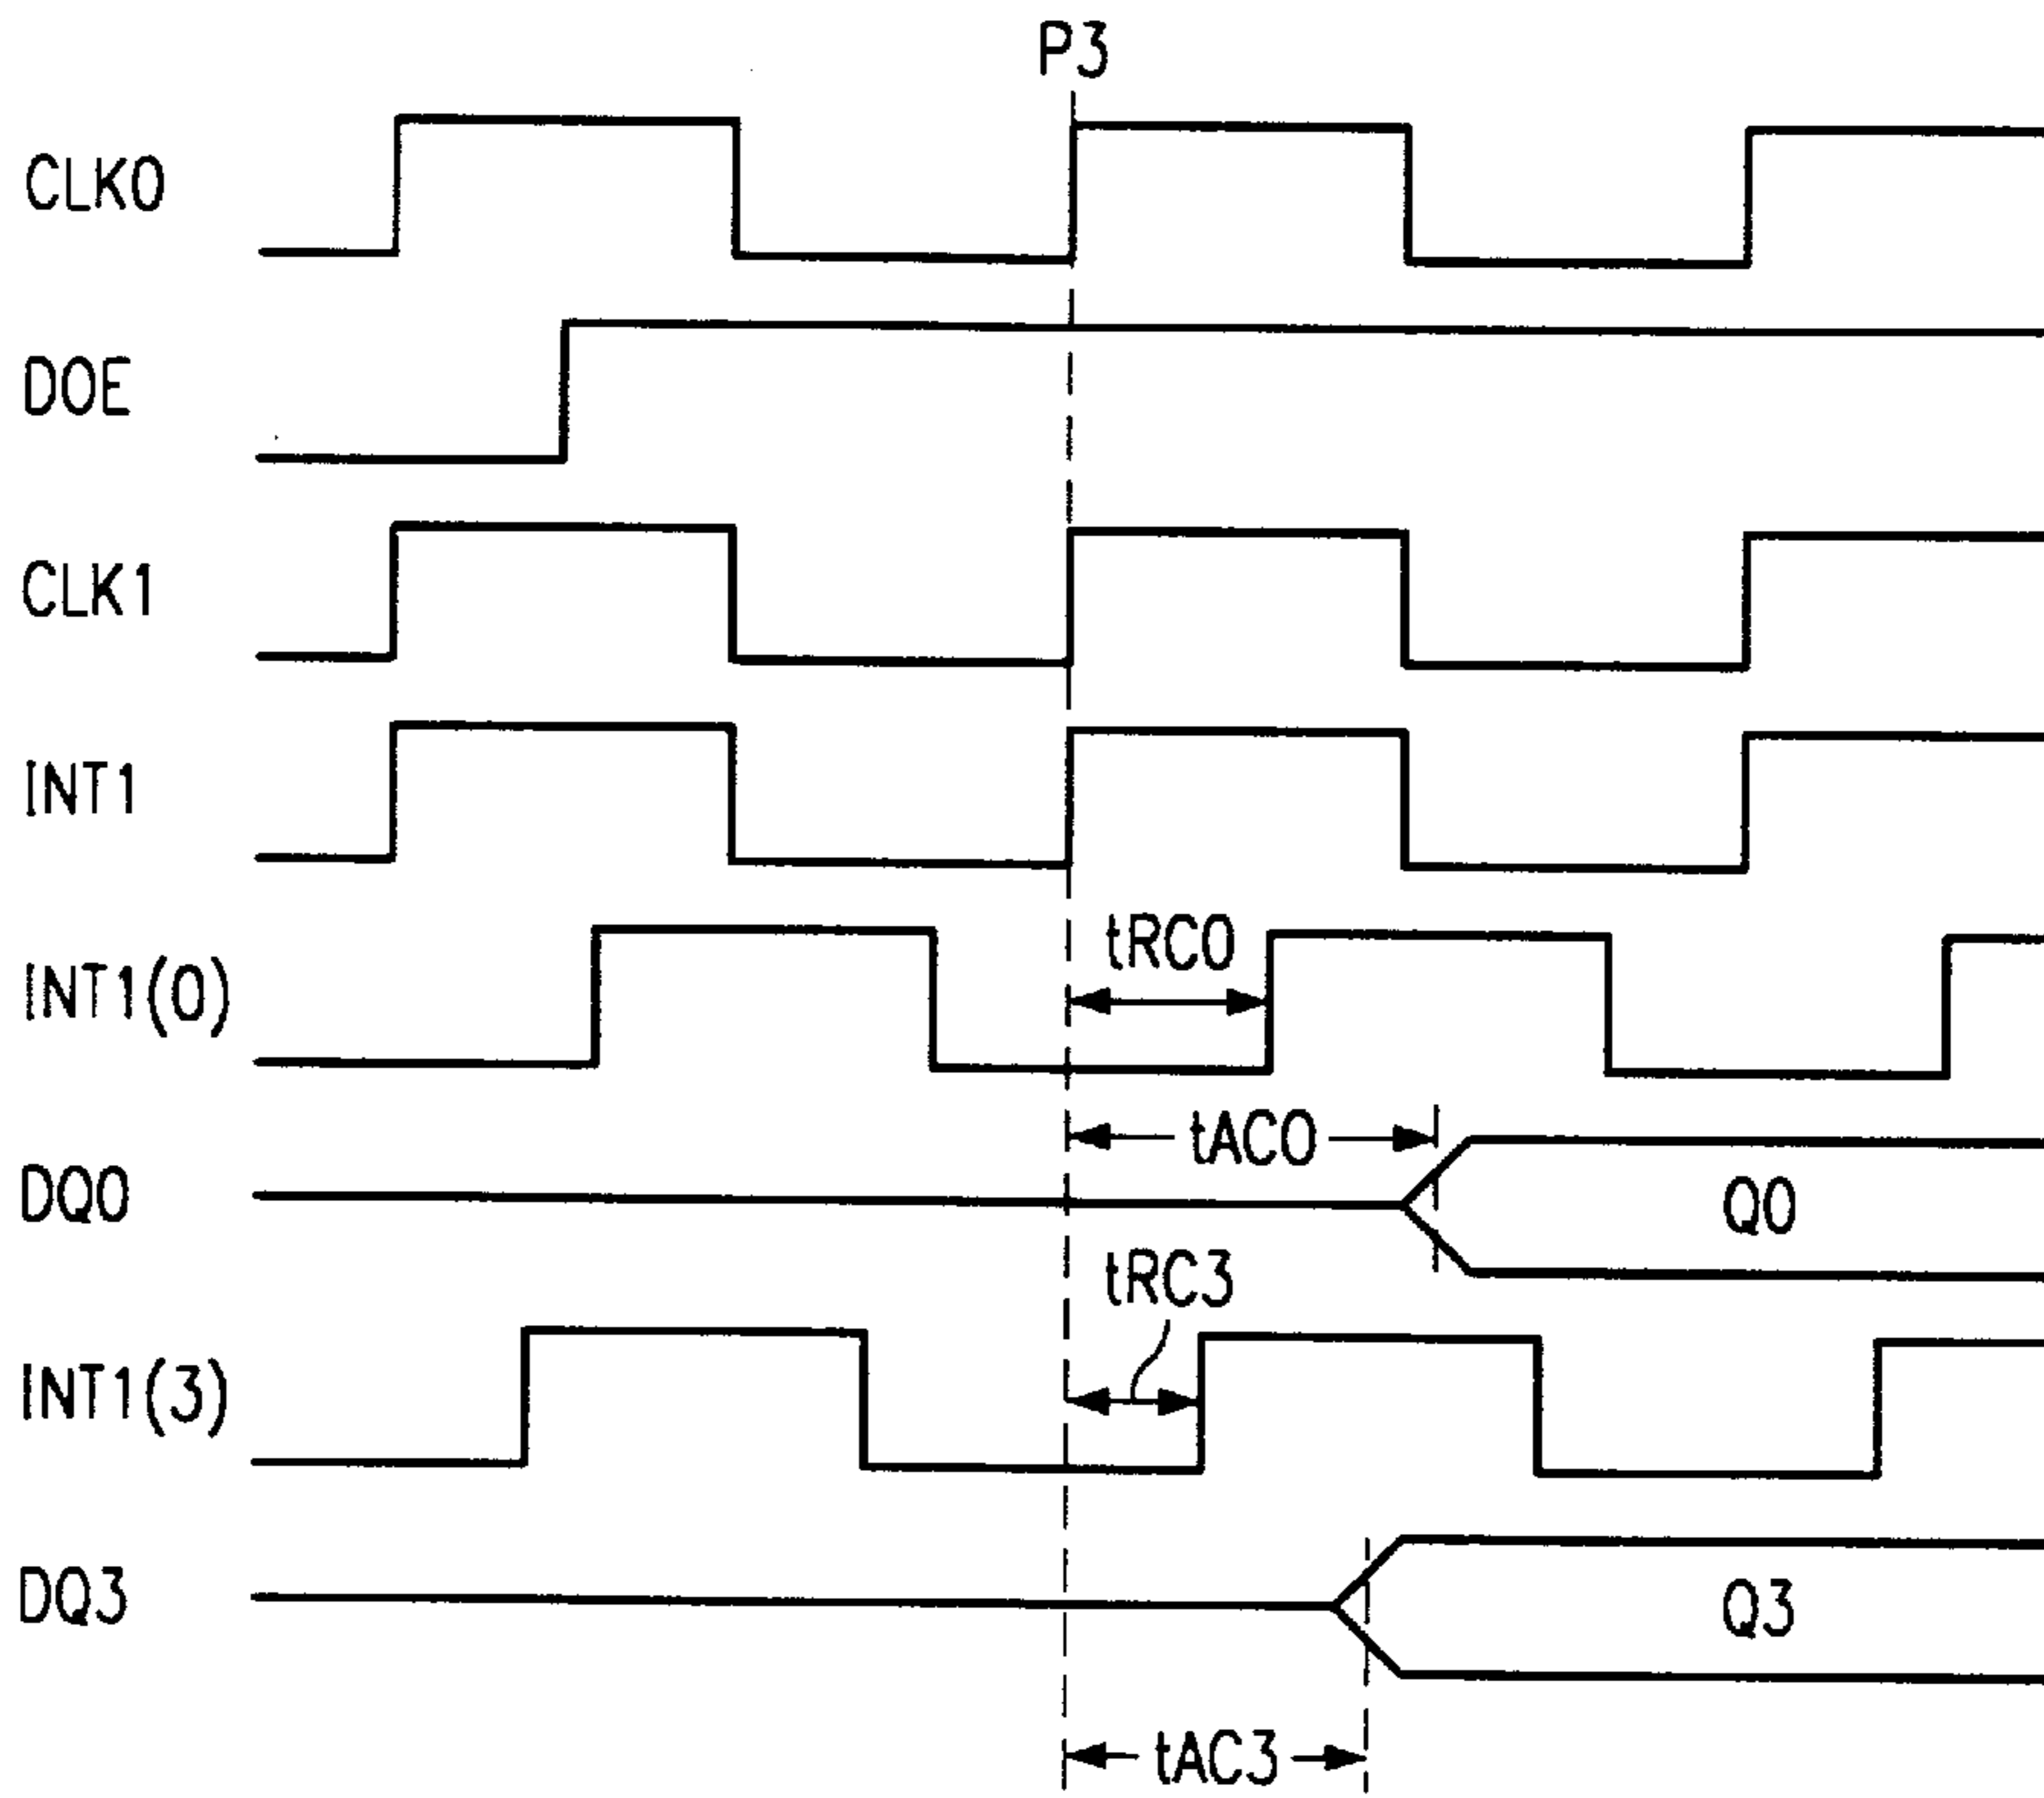 P3
CLK0
DOE
CLK1
INT1
tRC0
INT1(0)
tAC0
DQ0
Q0
tRC3
INT1(3)
DQ3
Q3
tAC3